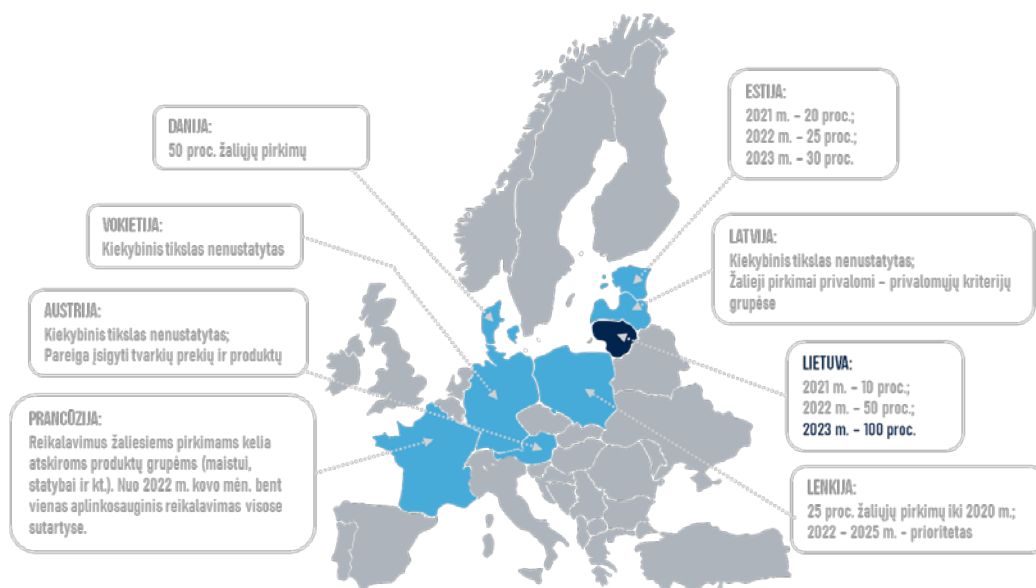 DANIJA:
50 proc. žaliųjų pirkimų
VOKIETIJA:
Kiekybinis tikslas nenustatytas
AUSTRIJA:
Kiekybinis tikslas nenustatytas;
Pareiga įsigyti tvarkių prekių ir produktų
PRANCŪZIJA:
Reikalavimus žaliesiems pirkimams kelia
atskiroms produktų grupėms (maistui,
statybai ir kt.). Nuo 2022 m. kovo mėn. bent
vienas aplinkosauginis reikalavimas visose
sutartyse.
ESTIJA:
2021 m. – 20 proc.;
2022 m. – 25 proc.;
2023 m. – 30 proc.
LATVIJA:
Kiekybinis tikslas nenustatytas;
Žalieji pirkimai privalomi – privalomųjų kriterijų
grupėse
LIETUVA:
2021 m. – 10 proc.;
2022 m. – 50 proc.;
2023 m. – 100 proc.
LENKIJA:
25 proc. žaliųjų pirkimų iki 2020 m.;
2022 – 2025 m. - prioritetas